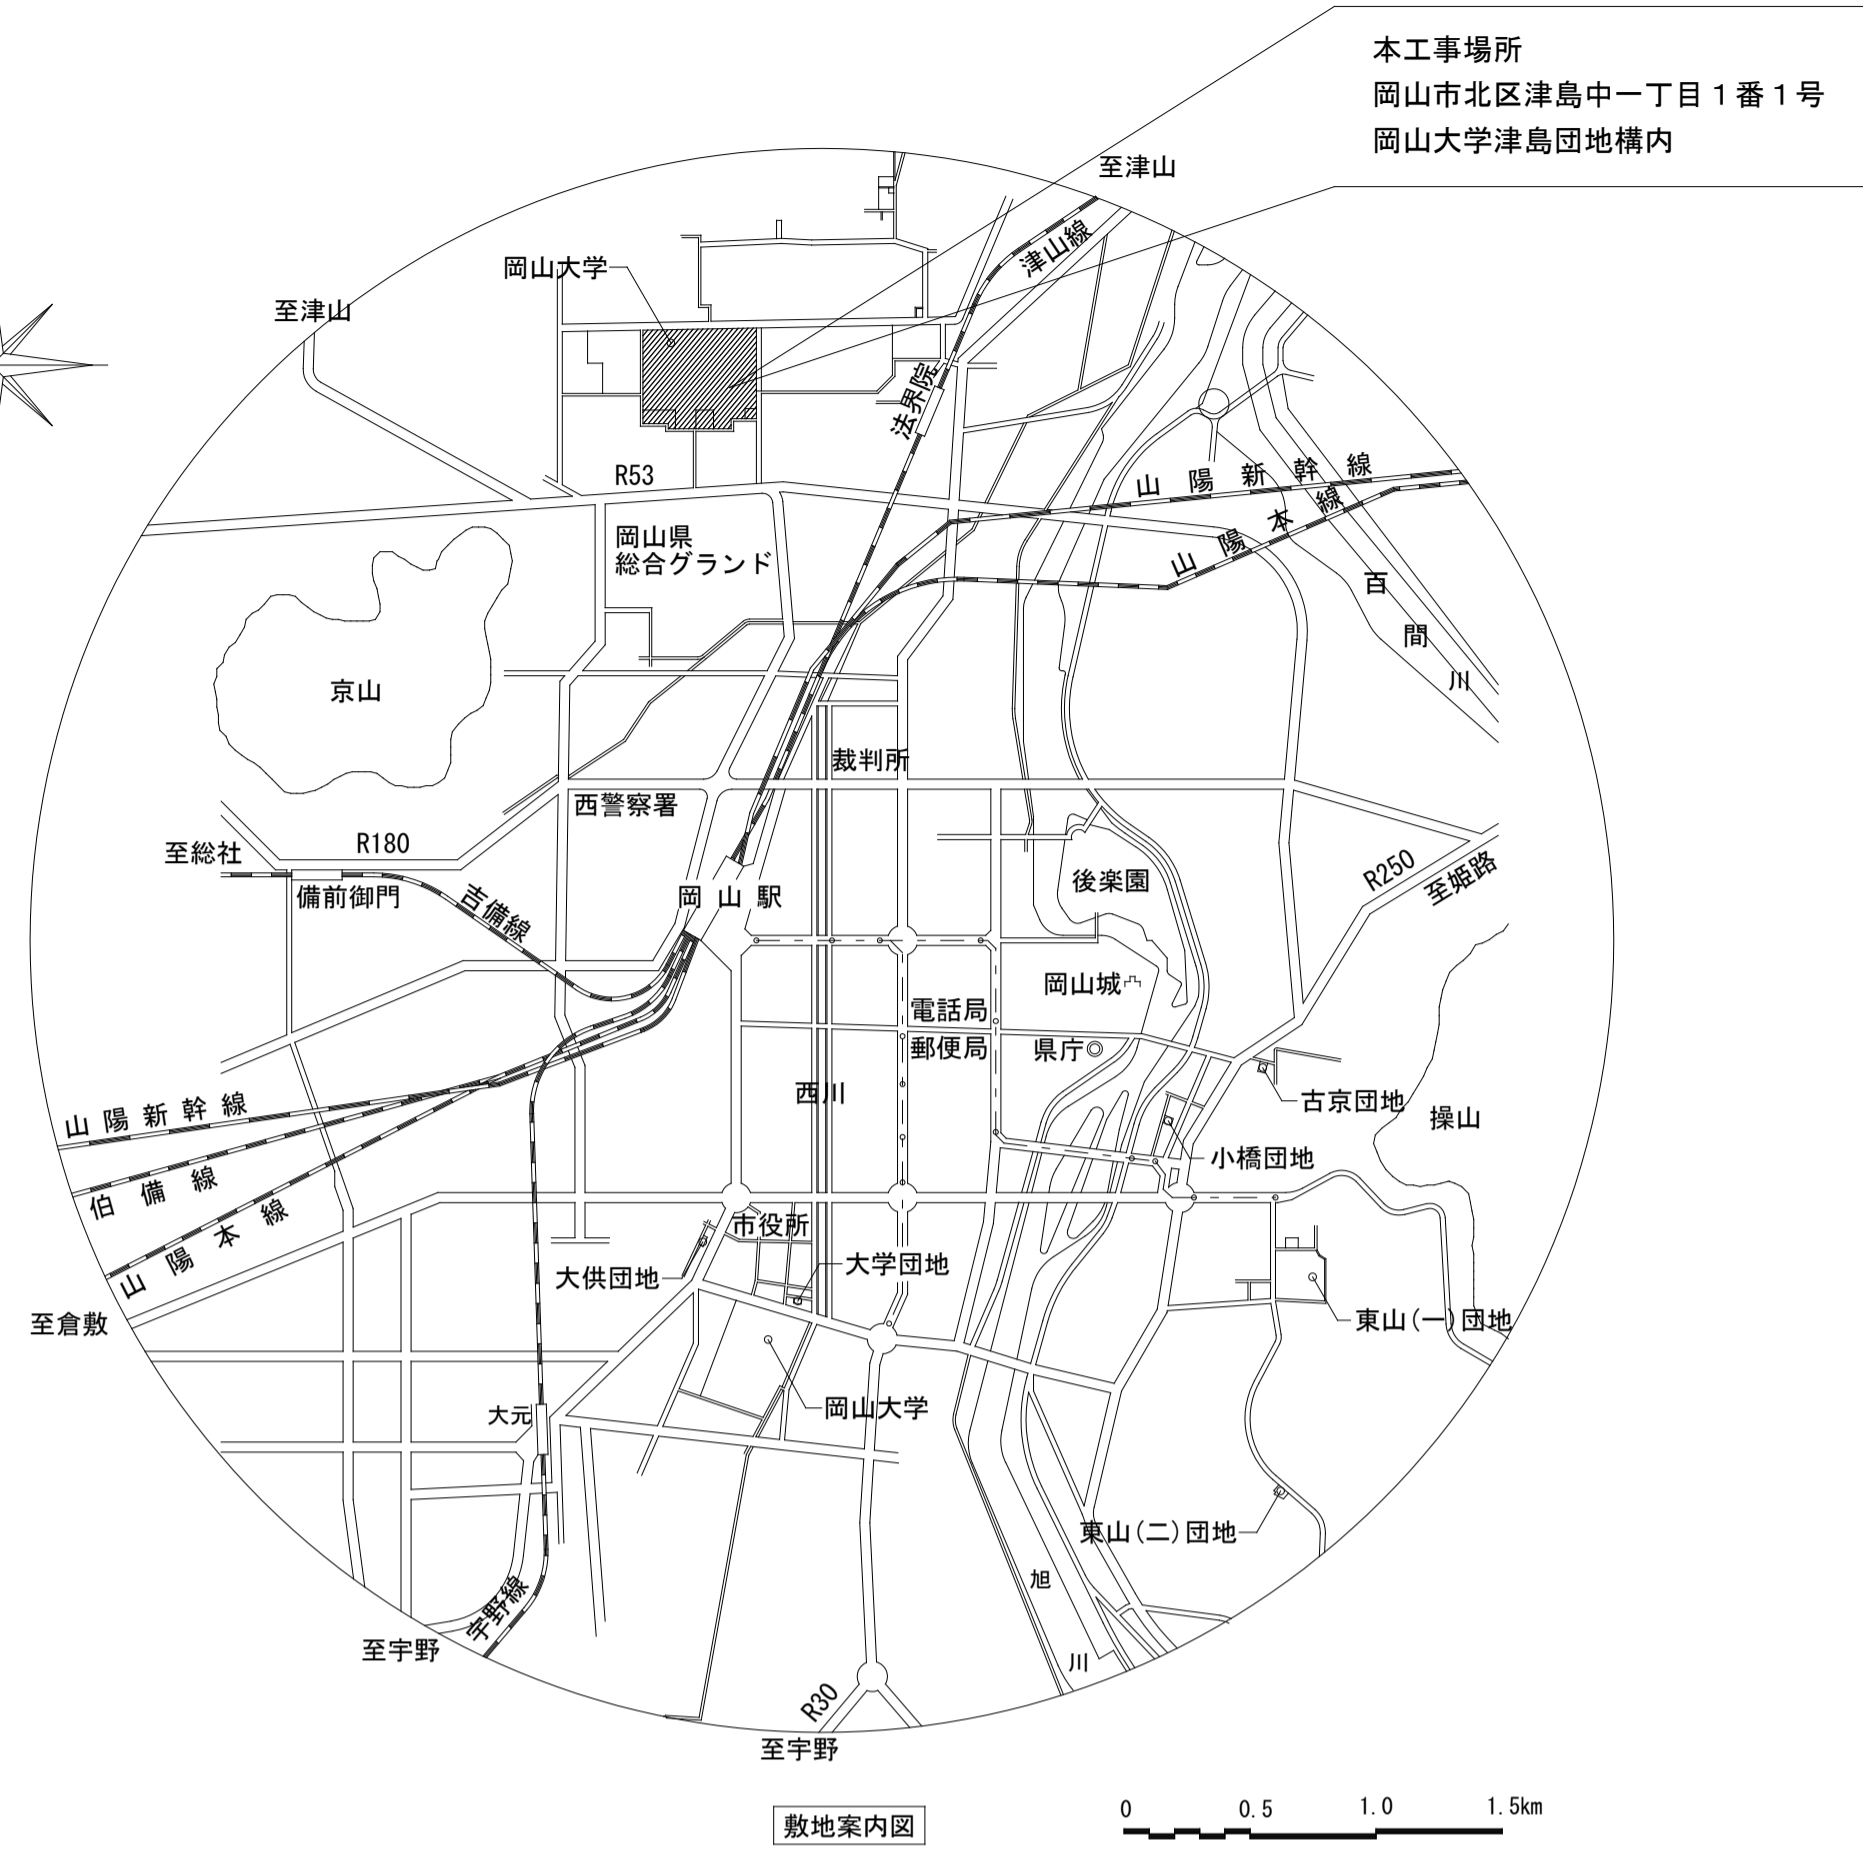 本工事場所
岡山市北区津島中一丁目１番１号
岡山大学津島団地構内
至津山
津山線
岡山大学
至津山
法界院
R53
山陽新幹線
山陽本線
岡山県
総合グランド
百間川
京山
裁判所
西警察署
R180
至総社
備前御門
吉備線
岡山駅
後楽園
R250
至姫路
岡山城
電話局
郵便局
県庁
西川
古京団地
操山
小橋団地
山陽新幹線
伯備線
山陽本線
市役所
大供団地
大学団地
至倉敷
東山(一)団地
大元
岡山大学
東山(二)団地
旭川
宇野線
至宇野
R30
至宇野
敷地案内図
0 0.5 1.0 1.5km